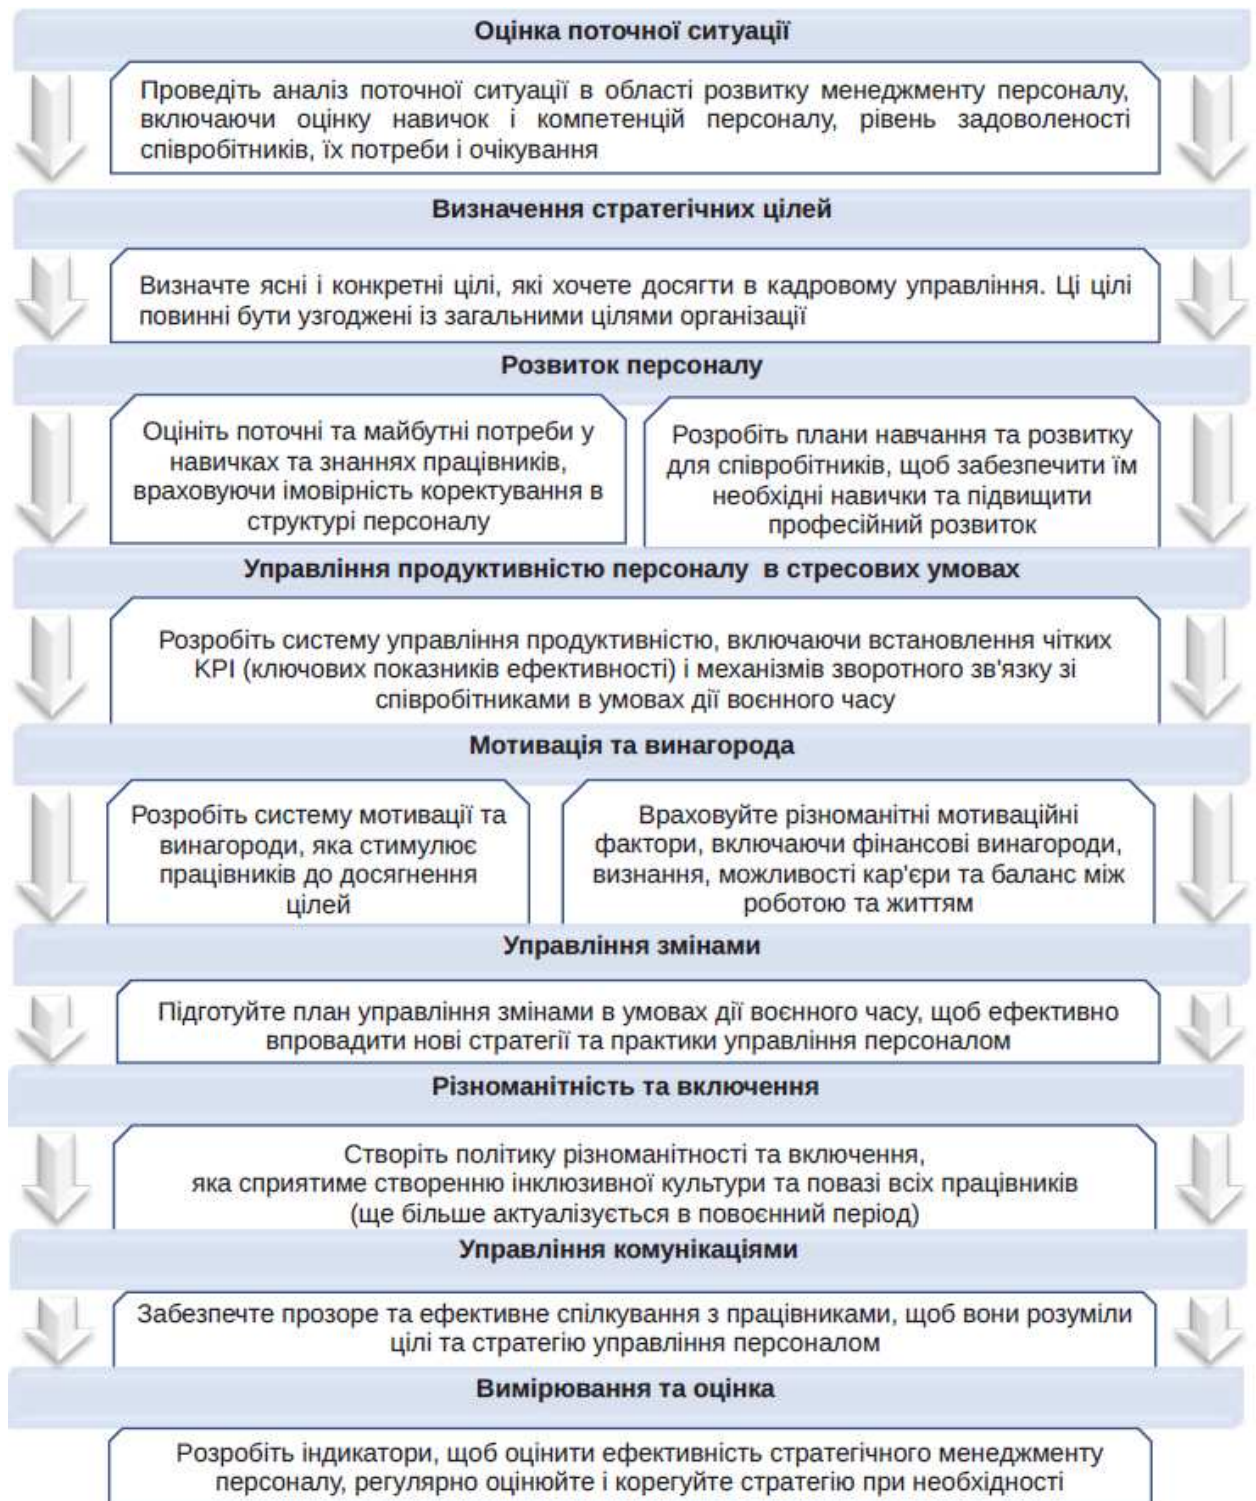 Оцінка поточної ситуації
Проведіть аналіз поточної ситуації в області розвитку менеджменту персоналу,
включаючи оцінку навичок і компетенцій персоналу, рівень задоволеності
співробітників, їх потреби і очікування
Визначення стратегічних цілей
Визначте ясні і конкретні цілі, які хочете досягти в кадровому управління. Ці цілі
повинні бути узгоджені із загальними цілями організації
Розвиток персоналу
Оцініть поточні та майбутні потреби у
навичках та знаннях працівників,
враховуючи імовірність коректування в
структурі персоналу
Розробіть плани навчання та розвитку
для співробітників, щоб забезпечити їм
необхідні навички та підвищити
професійний розвиток
Управління продуктивністю персоналу в стресових умовах
Розробіть систему управління продуктивністю, включаючи встановлення чітких
KPI (ключових показників ефективності) і механізмів зворотного зв'язку зі
співробітниками в умовах дії воєнного часу
Мотивація та винагорода
Розробіть систему мотивації та
винагороди, яка стимулює
працівників до досягнення
цілей
Враховуйте різноманітні мотиваційні
фактори, включаючи фінансові винагороди,
визнання, можливості кар'єри та баланс між
роботою та життям
Управління змінами
Підготуйте план управління змінами в умовах дії воєнного часу, щоб ефективно
впровадити нові стратегії та практики управління персоналом
Різноманітність та включення
Створіть політику різноманітності та включення,
яка сприятиме створенню інклюзивної культури та повазі всіх працівників
(ще більше актуалізується в повоєнний період)
Управління комунікаціями
Забезпечте прозоре та ефективне спілкування з працівниками, щоб вони розуміли
цілі та стратегію управління персоналом
Вимірювання та оцінка
Розробіть індикатори, щоб оцінити ефективність стратегічного менеджменту
персоналу, регулярно оцінюйте і корегуйте стратегію при необхідності